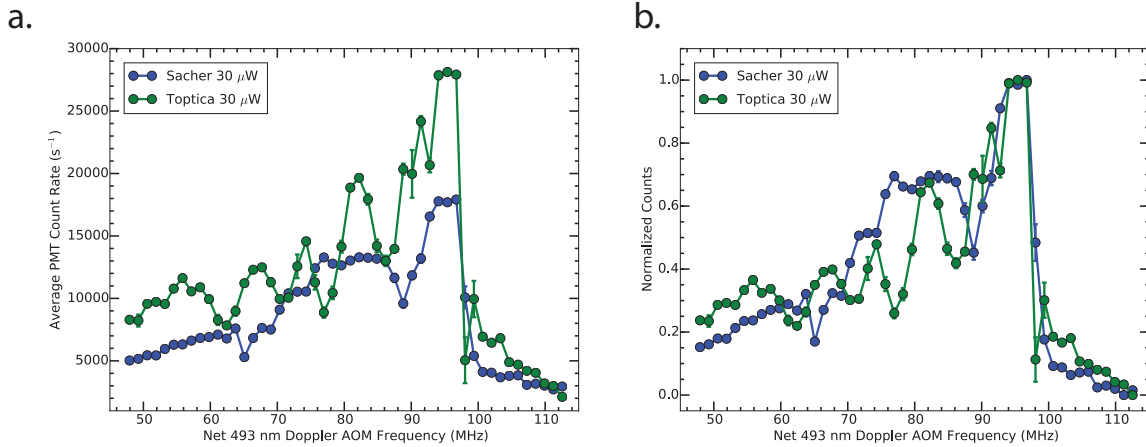 a.
30000
25000
20000
15000
10000
5000
Average PMT Count Rate (s⁻¹)
Sacher 30 μW
Toptica 30 μW
50 60 70 80 90 100 110
Net 493 nm Doppler AOM Frequency (MHz)
b.
1.0
0.8
0.6
0.4
0.2
0.0
Normalized Counts
Sacher 30 μW
Toptica 30 μW
50 60 70 80 90 100 110
Net 493 nm Doppler AOM Frequency (MHz)